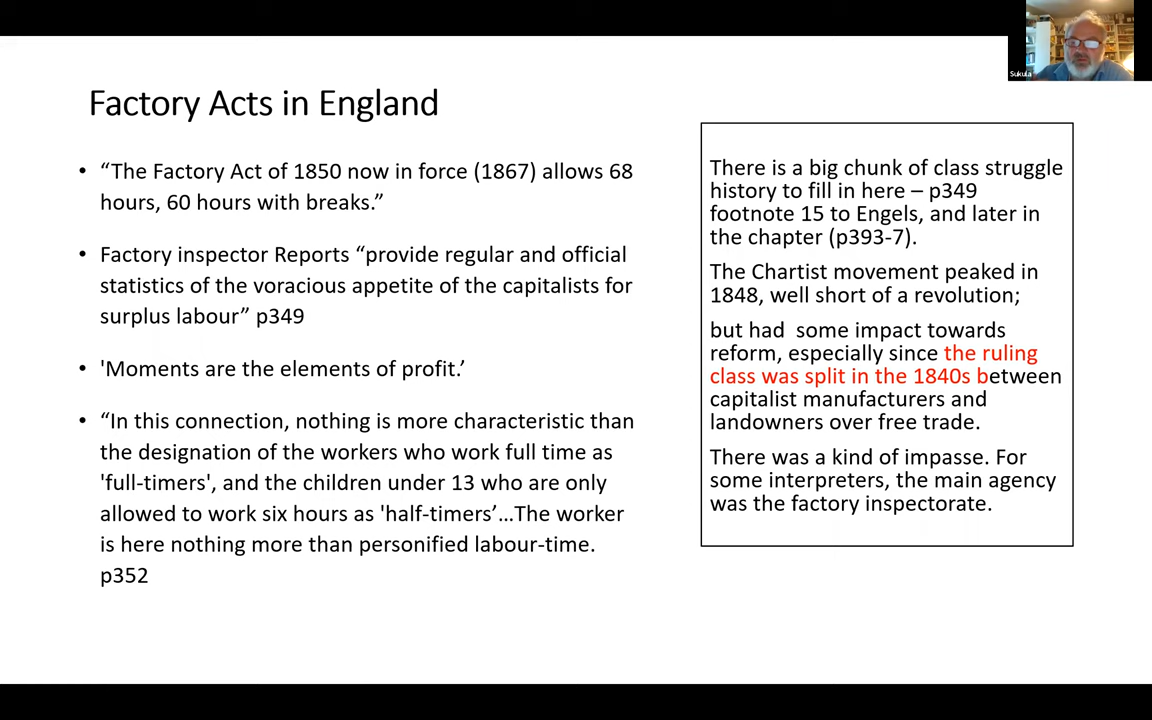 Sukula
Factory Acts in England
• “The Factory Act of 1850 now in force (1867) allows 68
hours, 60 hours with breaks.”
• Factory inspector Reports “provide regular and official
statistics of the voracious appetite of the capitalists for
surplus labour” p349
• 'Moments are the elements of profit.’
• “In this connection, nothing is more characteristic than
the designation of the workers who work full time as
'full-timers', and the children under 13 who are only
allowed to work six hours as 'half-timers’…The worker
is here nothing more than personified labour-time.
p352
There is a big chunk of class struggle
history to fill in here – p349
footnote 15 to Engels, and later in
the chapter (p393-7).
The Chartist movement peaked in
1848, well short of a revolution;
but had  some impact towards
reform, especially since the ruling
class was split in the 1840s between
capitalist manufacturers and
landowners over free trade.
There was a kind of impasse. For
some interpreters, the main agency
was the factory inspectorate.